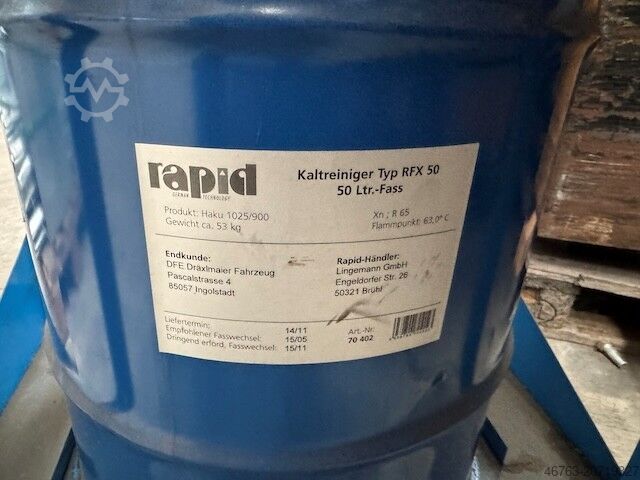 rapid
GERMAN TECHNOLOGY
Kaltreiniger Typ RFX 50
50 Ltr.-Fass
Produkt: Haku 1025/900
Gewicht ca. 53 kg
Xn ; R 65
Flammpunkt: 63,0° C
Endkunde:
DFE Dräxlmaier Fahrzeug
Pascalstrasse 4
85057 Ingolstadt
Rapid-Händler:
Lingemann GmbH
Engeldorfer Str. 26
50321 Brühl
Liefertermin: 14/11
Empfohlener Fasswechsel: 15/05
Dringend erford, Fasswechsel: 15/11
Art.-Nr:
70 402